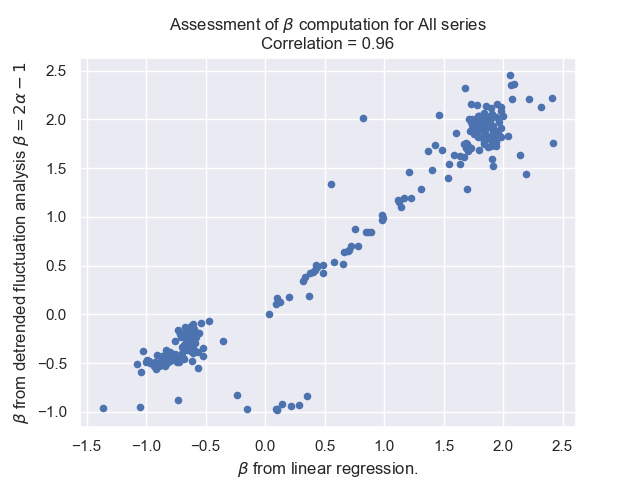 Assessment of β computation for All series
Correlation = 0.96
β from detrended fluctuation analysis β = 2α − 1
2.5
2.0
1.5
1.0
0.5
0.0
−0.5
−1.0
−1.5 −1.0 −0.5 0.0 0.5 1.0 1.5 2.0 2.5
β from linear regression.